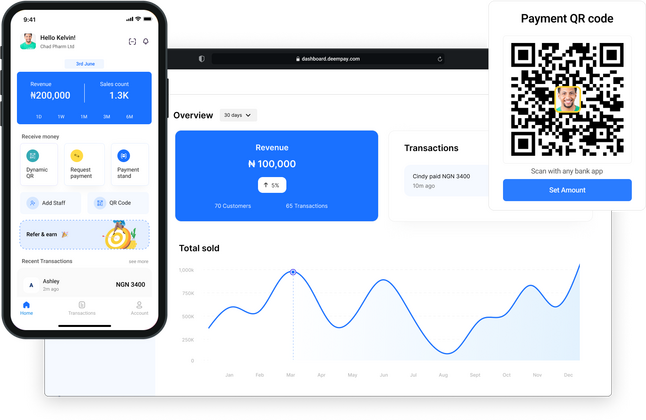 9:41
Hello Kelvin!
Chad Pharm Ltd
3rd June
Revenue
₦200,000
Sales count
1.3K
1D 1W 1M 3M 6M
Receive money
Dynamic
QR
Request
payment
Payment
stand
Add Staff
QR Code
Refer & earn
Recent Transactions
see more
A
Ashley
2m ago
NGN 3400
Home
Transactions
Account
dashboard.deempay.com
Overview
30 days
Revenue
₦ 100,000
5%
70 Customers
65 Transactions
Transactions
Cindy paid NGN 3400
10m ago
Total sold
1000k
750k
500k
250k
0
Jan Feb Mar Apr May Jun Jul Aug Sept Oct Nov Dec
Payment QR code
Scan with any bank app
Set Amount